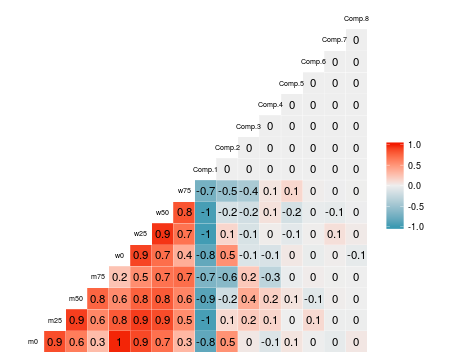 Comp.8
Comp.7 0
Comp.6 0 0
Comp.5 0 0 0
Comp.4 0 0 0 0
Comp.3 0 0 0 0 0
Comp.2 0 0 0 0 0 0
Comp.1 0 0 0 0 0 0 0
w75 -0.7 -0.5 -0.4 0.1 0.1 0 0 0
w50 0.8 -1 -0.2 -0.2 0.1 -0.2 0 -0.1 0
w25 0.9 0.7 -1 0.1 -0.1 0 -0.1 0 0.1 0
w0 0.9 0.7 0.4 -0.8 0.5 -0.1 -0.1 0 0 0 -0.1
m75 0.2 0.5 0.7 0.7 -0.7 -0.6 0.2 -0.3 0 0 0 0
m50 0.8 0.6 0.8 0.8 0.6 -0.9 -0.2 0.4 0.2 0.1 -0.1 0 0
m25 0.9 0.6 0.8 0.9 0.9 0.5 -1 0.1 0.2 0.1 0 0.1 0 0
m0 0.9 0.6 0.3 1 0.9 0.7 0.3 -0.8 0.5 0 -0.1 0.1 0 0 0
1.0
0.5
0.0
-0.5
-1.0